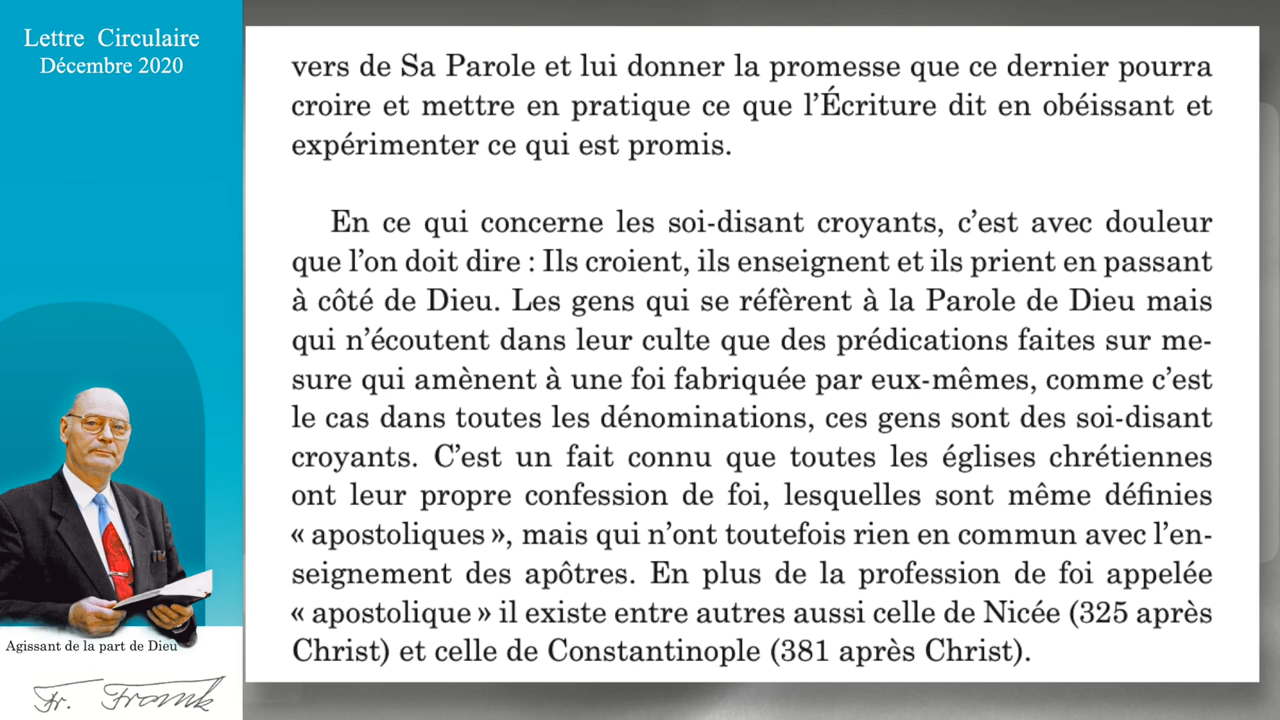 Lettre Circulaire
Décembre 2020
Agissant de la part de Dieu
Fr. Frank
vers de Sa Parole et lui donner la promesse que ce dernier pourra
croire et mettre en pratique ce que l’Écriture dit en obéissant et
expérimenter ce qui est promis.
En ce qui concerne les soi-disant croyants, c’est avec douleur
que l’on doit dire : Ils croient, ils enseignent et ils prient en passant
à côté de Dieu. Les gens qui se réfèrent à la Parole de Dieu mais
qui n’écoutent dans leur culte que des prédications faites sur me-
sure qui amènent à une foi fabriquée par eux-mêmes, comme c’est
le cas dans toutes les dénominations, ces gens sont des soi-disant
croyants. C’est un fait connu que toutes les églises chrétiennes
ont leur propre confession de foi, lesquelles sont même définies
« apostoliques », mais qui n’ont toutefois rien en commun avec l’en-
seignement des apôtres. En plus de la profession de foi appelée
« apostolique » il existe entre autres aussi celle de Nicée (325 après
Christ) et celle de Constantinople (381 après Christ).